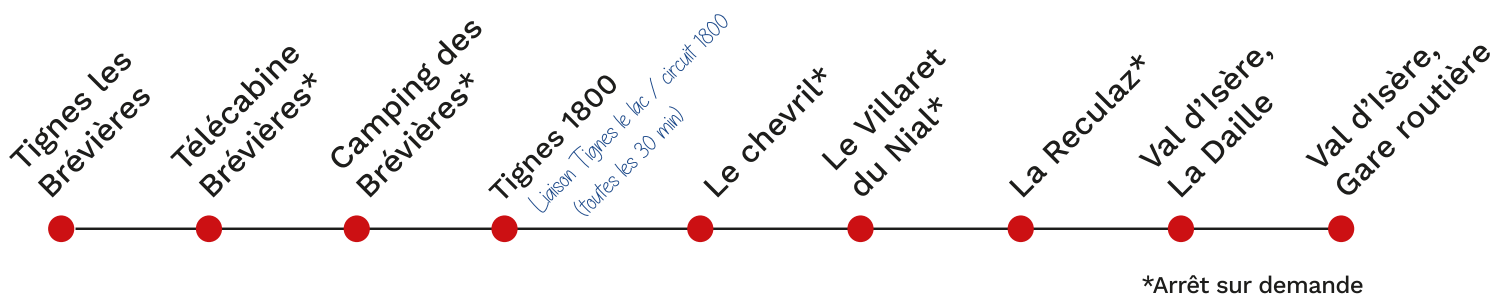 Tignes les
Brévières
Télécabine
Brévières*
Camping des
Brévières*
Tignes 1800
Liaison Tignes le lac / circuit 1800
(toutes les 30 min)
Le chevril*
Le Villaret
du Nial*
La Reculaz*
Val d'Isère,
La Daille
Val d'Isère,
Gare routière
*Arrêt sur demande